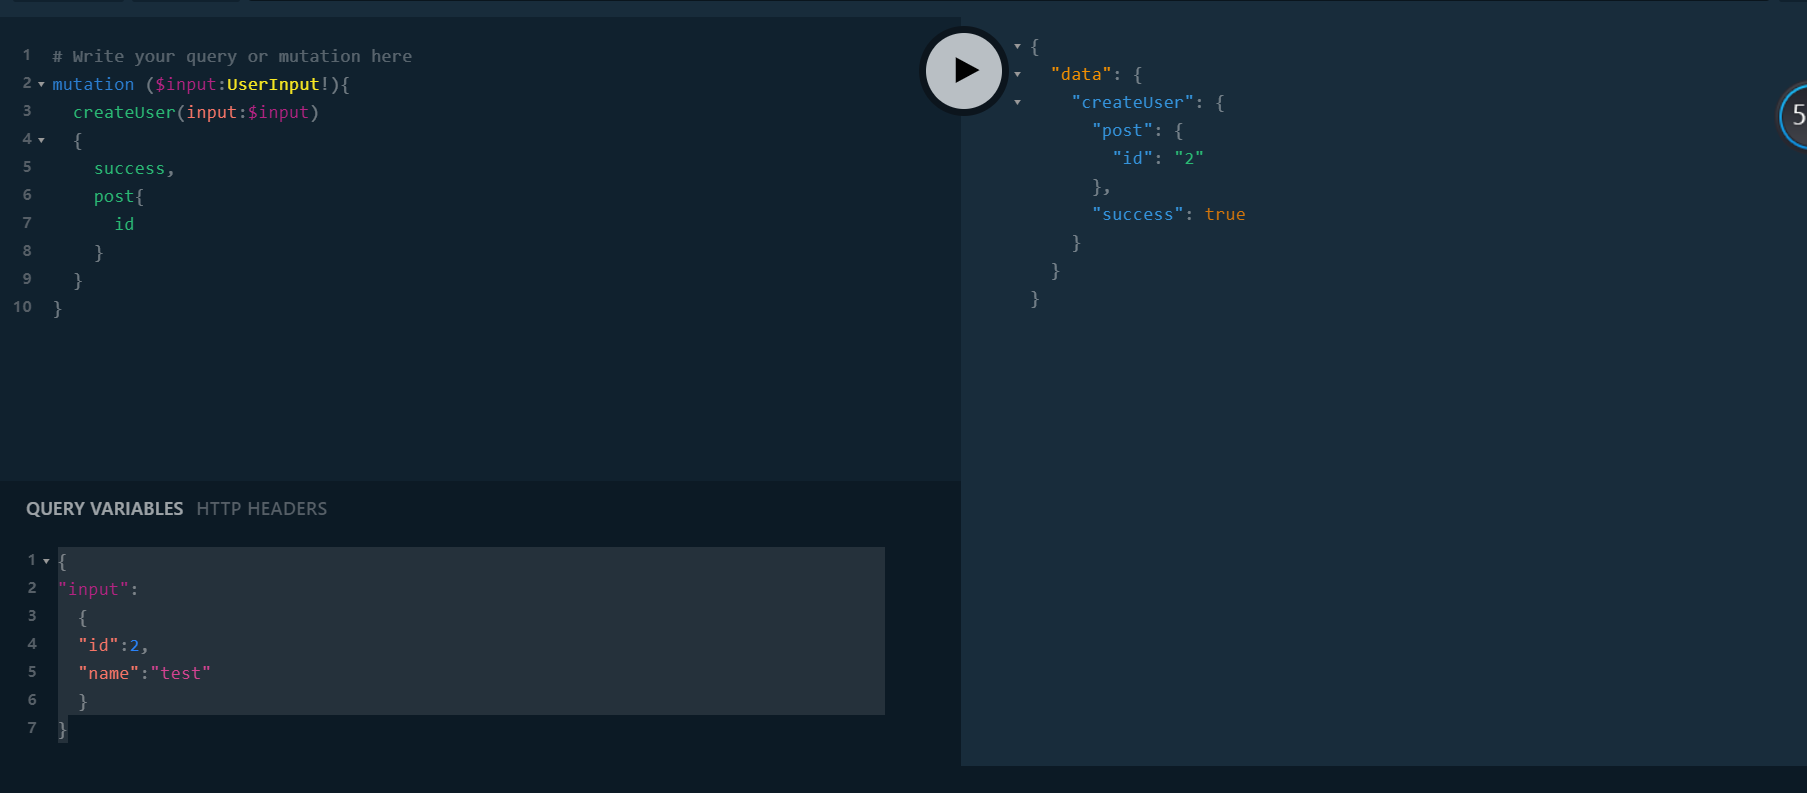 1 # Write your query or mutation here
2 mutation ($input:UserInput!){
3   createUser(input:$input)
4   {
5     success,
6     post{
7       id
8     }
9   }
10 }
QUERY VARIABLES HTTP HEADERS
1 {
2 "input":
3   {
4   "id":2,
5   "name":"test"
6   }
7 }
{
  "data": {
    "createUser": {
      "post": {
        "id": "2"
      },
      "success": true
    }
  }
}
5